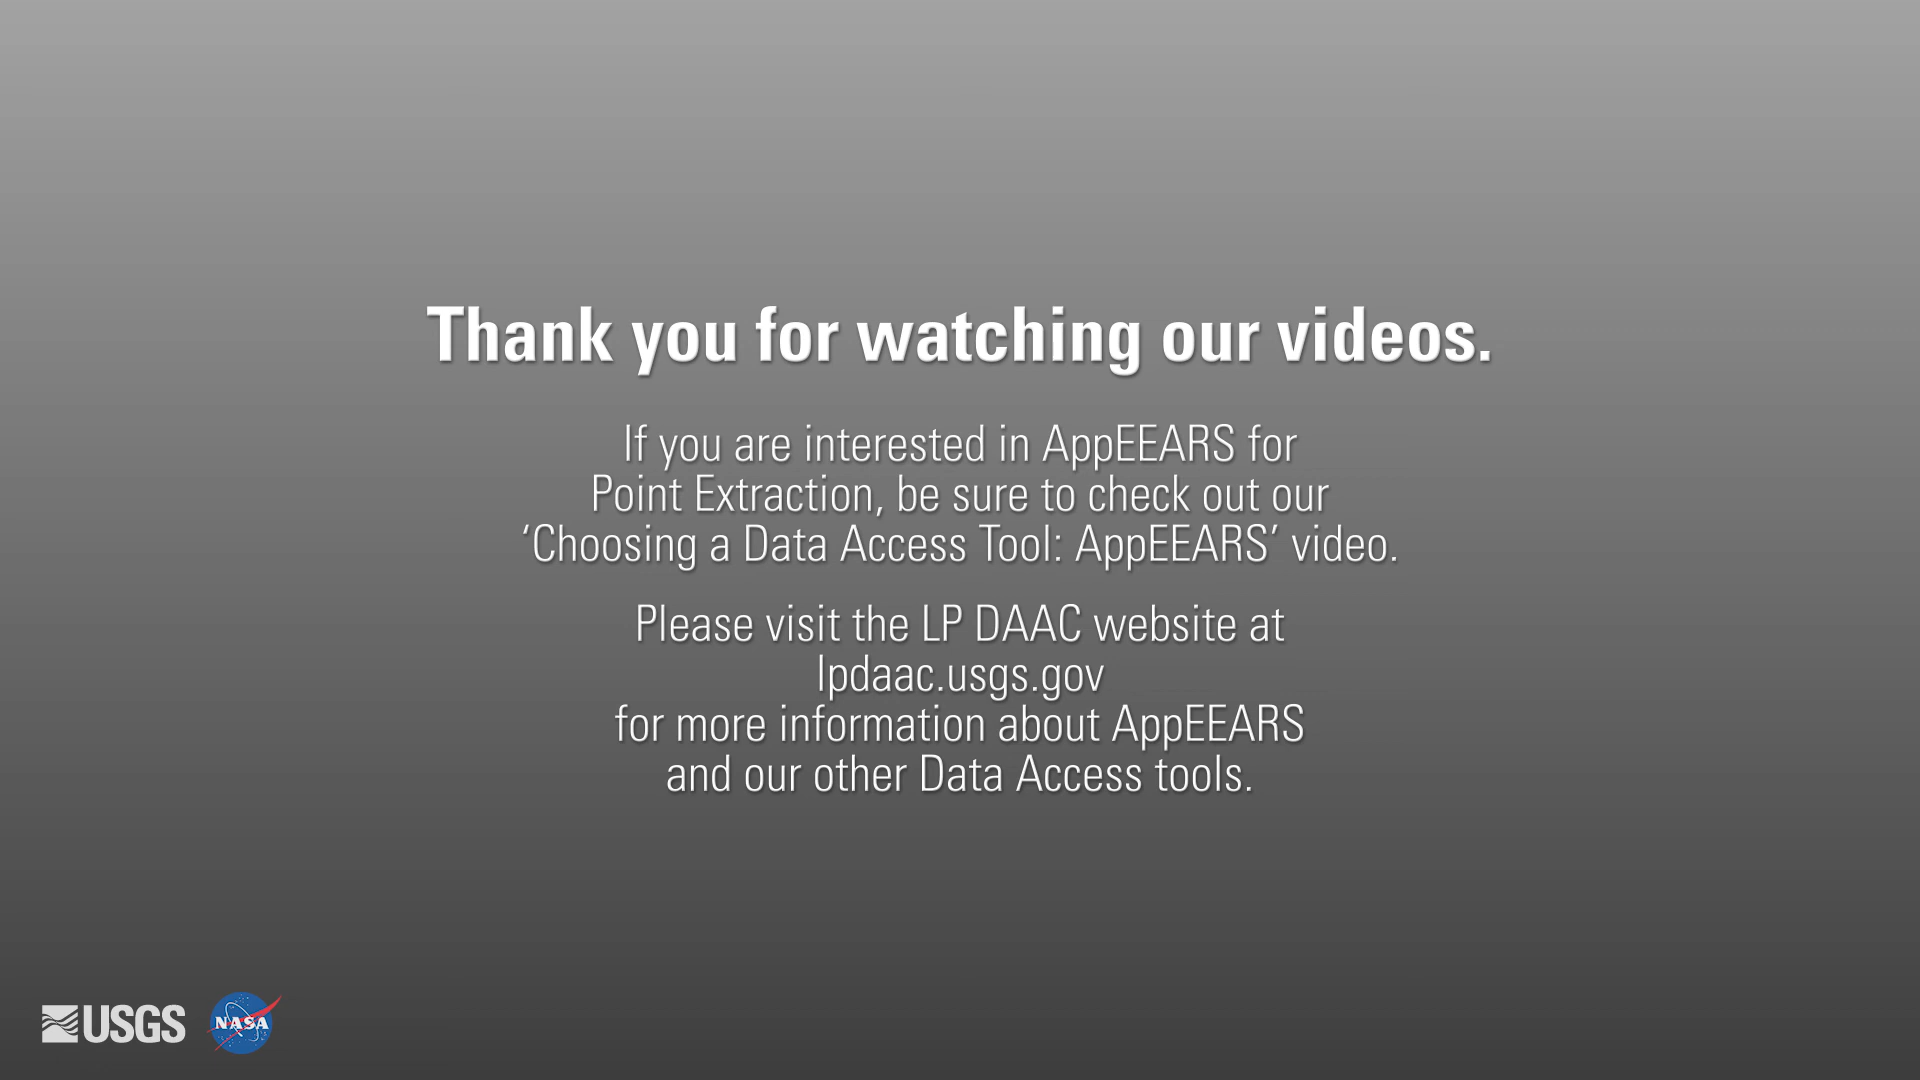 Thank you for watching our videos.
If you are interested in AppEEARS for
Point Extraction, be sure to check out our
‘Choosing a Data Access Tool: AppEEARS’ video.
Please visit the LP DAAC website at
lpdaac.usgs.gov
for more information about AppEEARS
and our other Data Access tools.
USGS
NASA